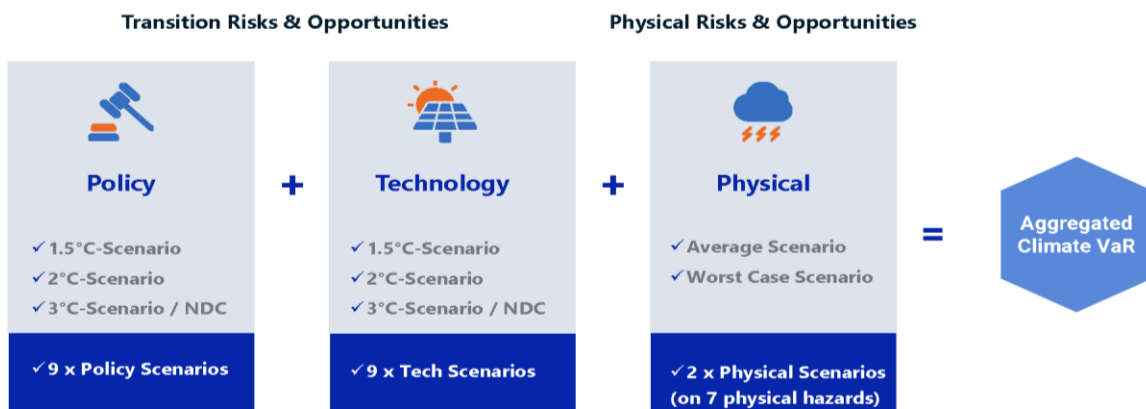 Transition Risks & Opportunities
Physical Risks & Opportunities
Policy
✓ 1.5°C-Scenario
✓ 2°C-Scenario
✓ 3°C-Scenario / NDC
✓ 9 x Policy Scenarios
+
Technology
✓ 1.5°C-Scenario
✓ 2°C-Scenario
✓ 3°C-Scenario / NDC
✓ 9 x Tech Scenarios
+
Physical
✓ Average Scenario
✓ Worst Case Scenario
✓ 2 x Physical Scenarios
(on 7 physical hazards)
=
Aggregated
Climate VaR